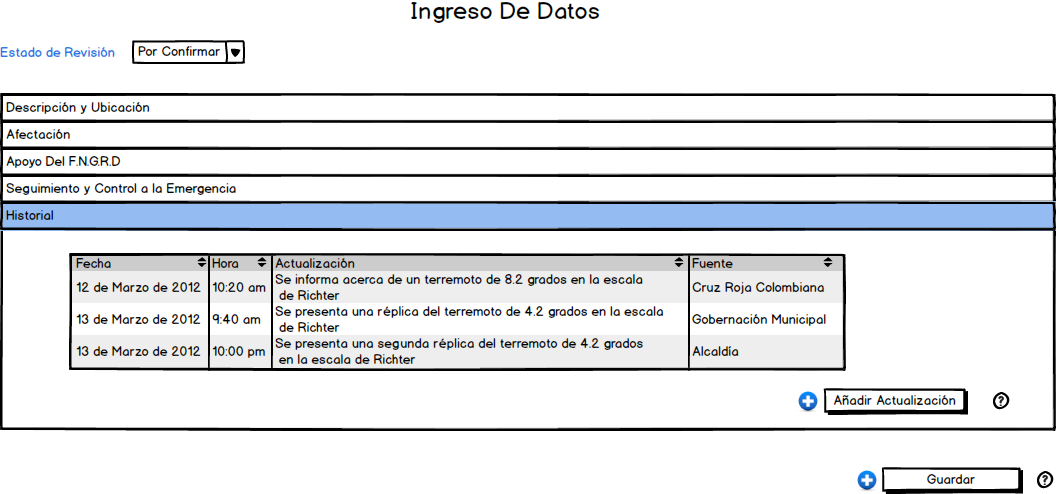 Ingreso De Datos
Estado de Revisión Por Confirmar
Descripción y Ubicación
Afectación
Apoyo Del F.N.G.R.D
Seguimiento y Control a la Emergencia
Historial
Fecha Hora Actualización Fuente
12 de Marzo de 2012 10:20 am Se informa acerca de un terremoto de 8.2 grados en la escala
de Richter Cruz Roja Colombiana
13 de Marzo de 2012 9:40 am Se presenta una réplica del terremoto de 4.2 grados en la escala
de Richter Gobernación Municipal
13 de Marzo de 2012 10:00 pm Se presenta una segunda réplica del terremoto de 4.2 grados
en la escala de Richter Alcaldía
Añadir Actualización ?
Guardar ?